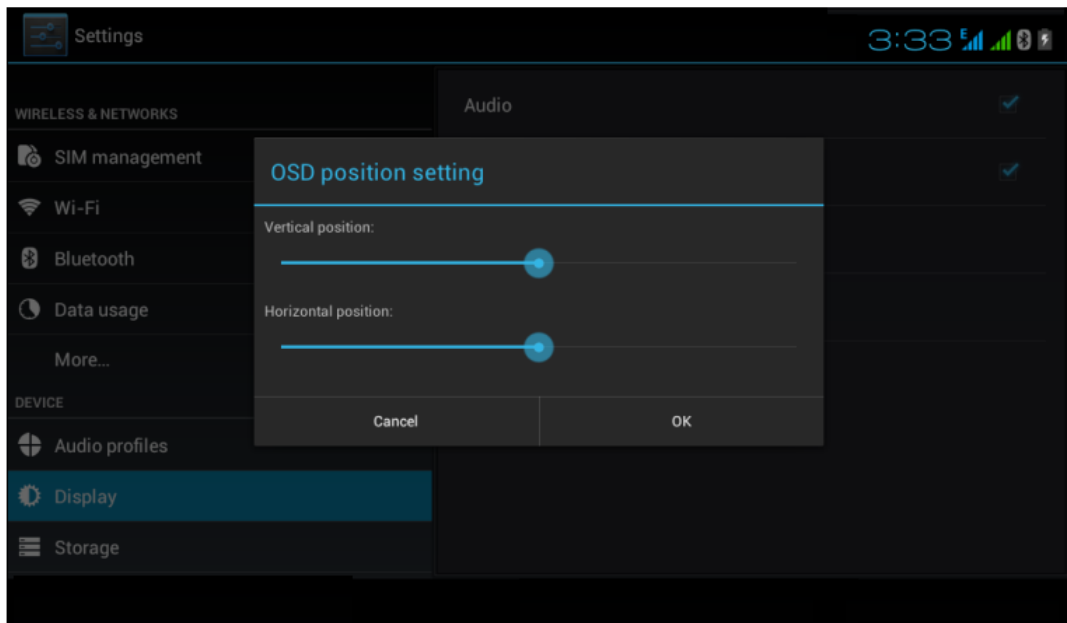 Settings
3:33 E
WIRELESS & NETWORKS
Audio
SIM management
Wi-Fi
Bluetooth
Data usage
More...
DEVICE
Audio profiles
Display
Storage
OSD position setting
Vertical position:
Horizontal position:
Cancel
OK